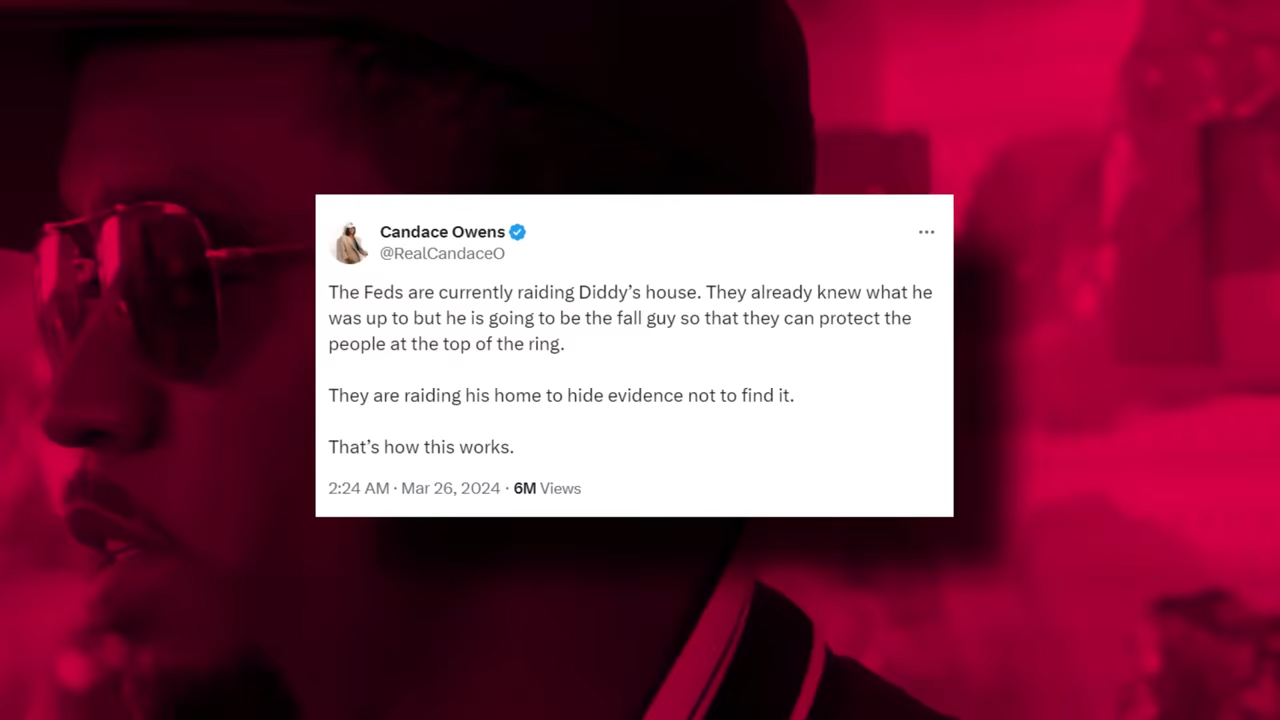 Candace Owens
@RealCandaceO
The Feds are currently raiding Diddy’s house. They already knew what he
was up to but he is going to be the fall guy so that they can protect the
people at the top of the ring.
They are raiding his home to hide evidence not to find it.
That’s how this works.
2:24 AM · Mar 26, 2024 · 6M Views